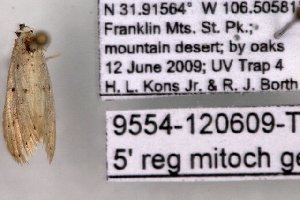 N 31.91564° W 106.50581
Franklin Mts. St. Pk.;
mountain desert; by oaks
12 June 2009; UV Trap 4
H. L. Kons Jr. & R. J. Borth
9554-120609-T
5' reg mitoch ge